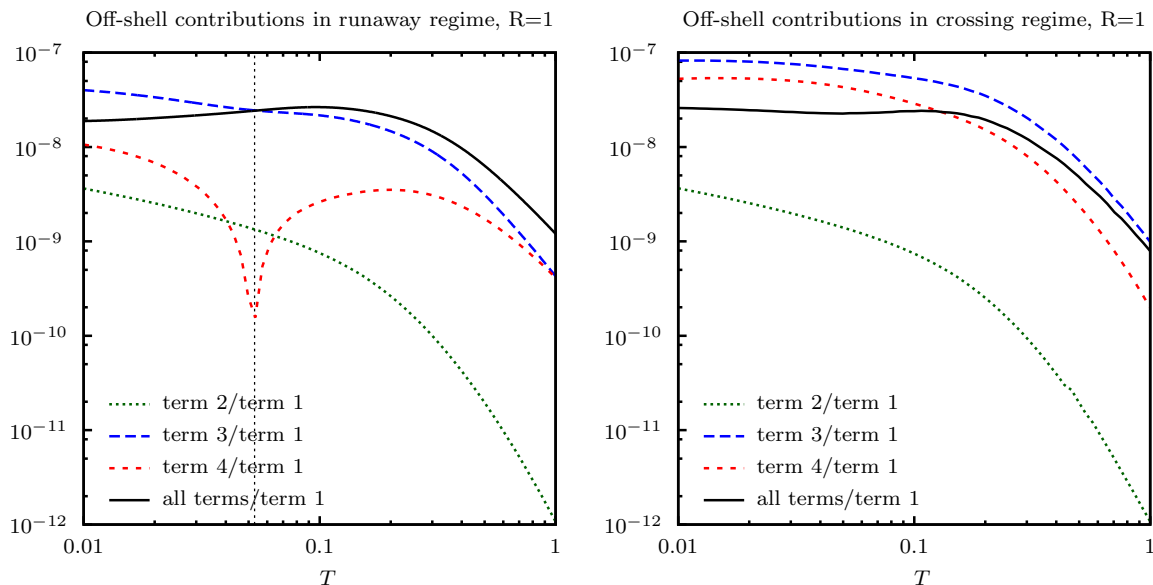 Off-shell contributions in runaway regime, R=1
10⁻⁷
10⁻⁸
10⁻⁹
10⁻¹⁰
10⁻¹¹
10⁻¹²
term 2/term 1
term 3/term 1
term 4/term 1
all terms/term 1
0.01 0.1 1
T
Off-shell contributions in crossing regime, R=1
10⁻⁷
10⁻⁸
10⁻⁹
10⁻¹⁰
10⁻¹¹
10⁻¹²
term 2/term 1
term 3/term 1
term 4/term 1
all terms/term 1
0.01 0.1 1
T